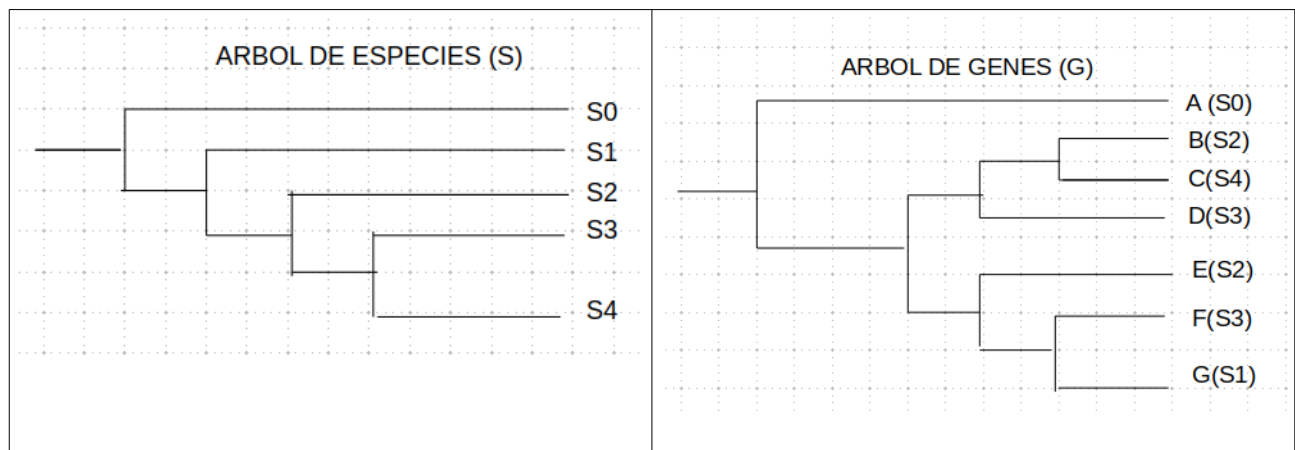 ARBOL DE ESPECIES (S)
S0
S1
S2
S3
S4
ARBOL DE GENES (G)
A (S0)
B(S2)
C(S4)
D(S3)
E(S2)
F(S3)
G(S1)